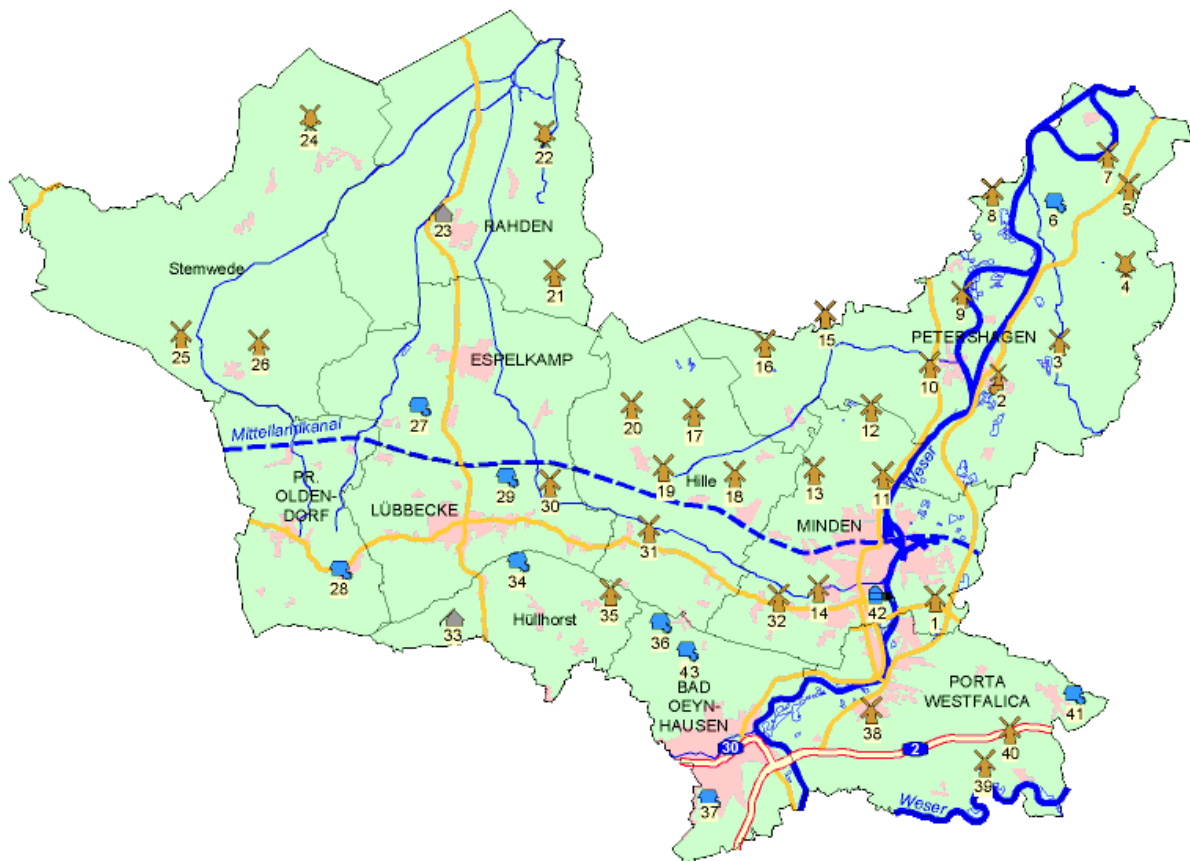 24
22
7
8
6
5
23
RAHDEN
4
Stemwede
21
9
15
25
26
16
PETERSHAGEN
3
ESPELKAMP
10
2
27
20
17
12
Mittellandkanal
Weser
29
30
19
Hille
18
13
11
PR.
OLDEN-
DORF
LÜBBECKE
MINDEN
31
28
34
35
32
14
42
1
33
Hüllhorst
36
43
BAD
OEYN-
HAUSEN
PORTA
WESTFALICA
41
38
30
2
40
39
37
Weser